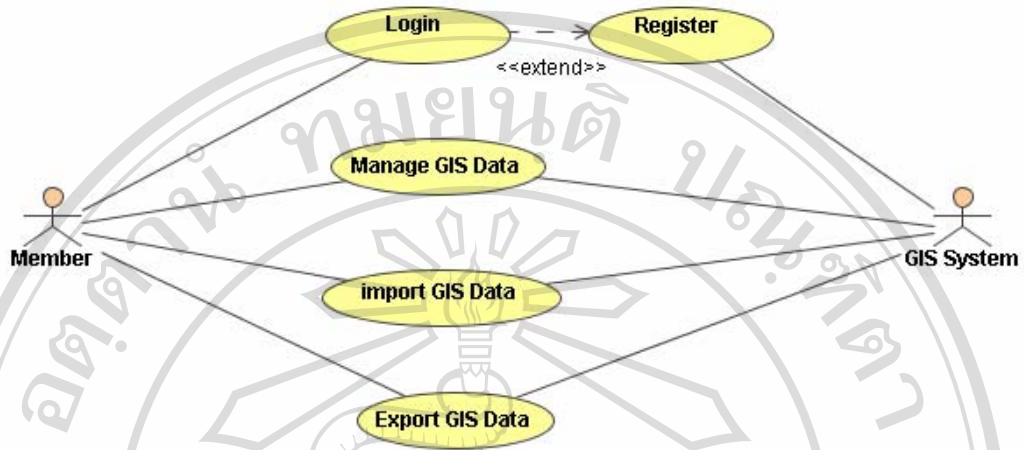 Login
Register
<<extend>>
Manage GIS Data
Member
GIS System
import GIS Data
Export GIS Data